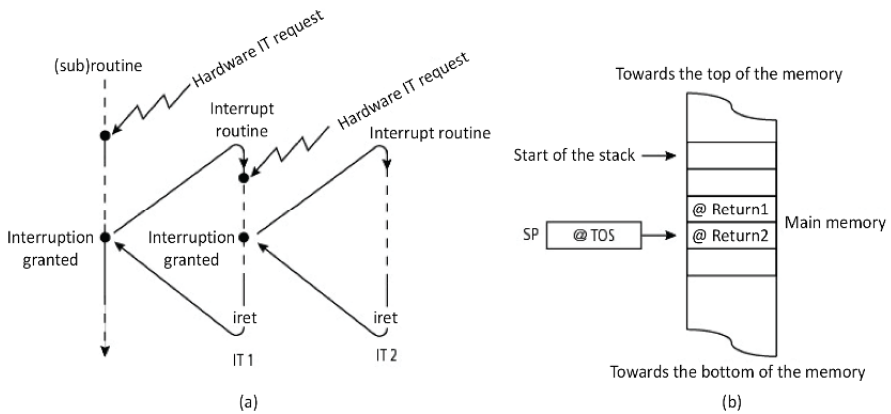 (sub)routine
Hardware IT request
Interrupt
routine
Hardware IT request
Interrupt routine
Interruption
granted
Interruption
granted
iret
iret
IT 1
IT 2
(a)
Towards the top of the memory
Start of the stack
@ Return1
Main memory
SP
@ TOS
@ Return2
Towards the bottom of the memory
(b)